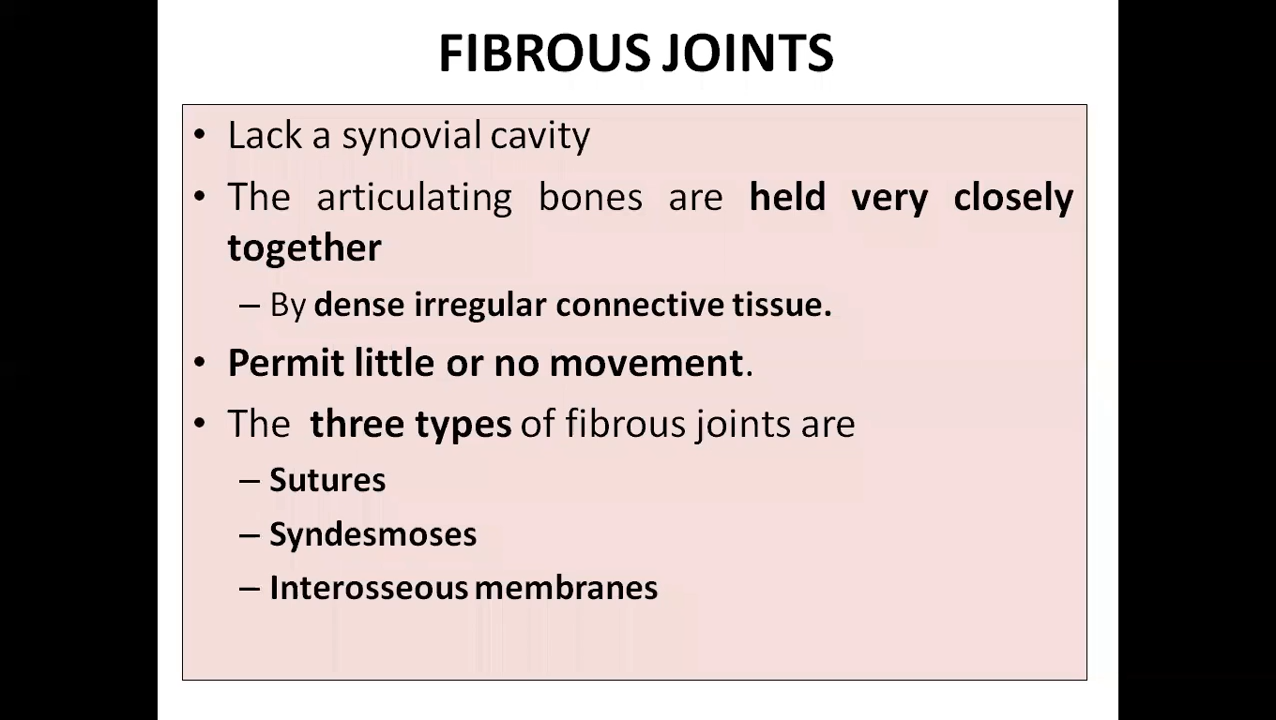 FIBROUS JOINTS
• Lack a synovial cavity
• The articulating bones are held very closely
together
– By dense irregular connective tissue.
• Permit little or no movement.
• The three types of fibrous joints are
– Sutures
– Syndesmoses
– Interosseous membranes